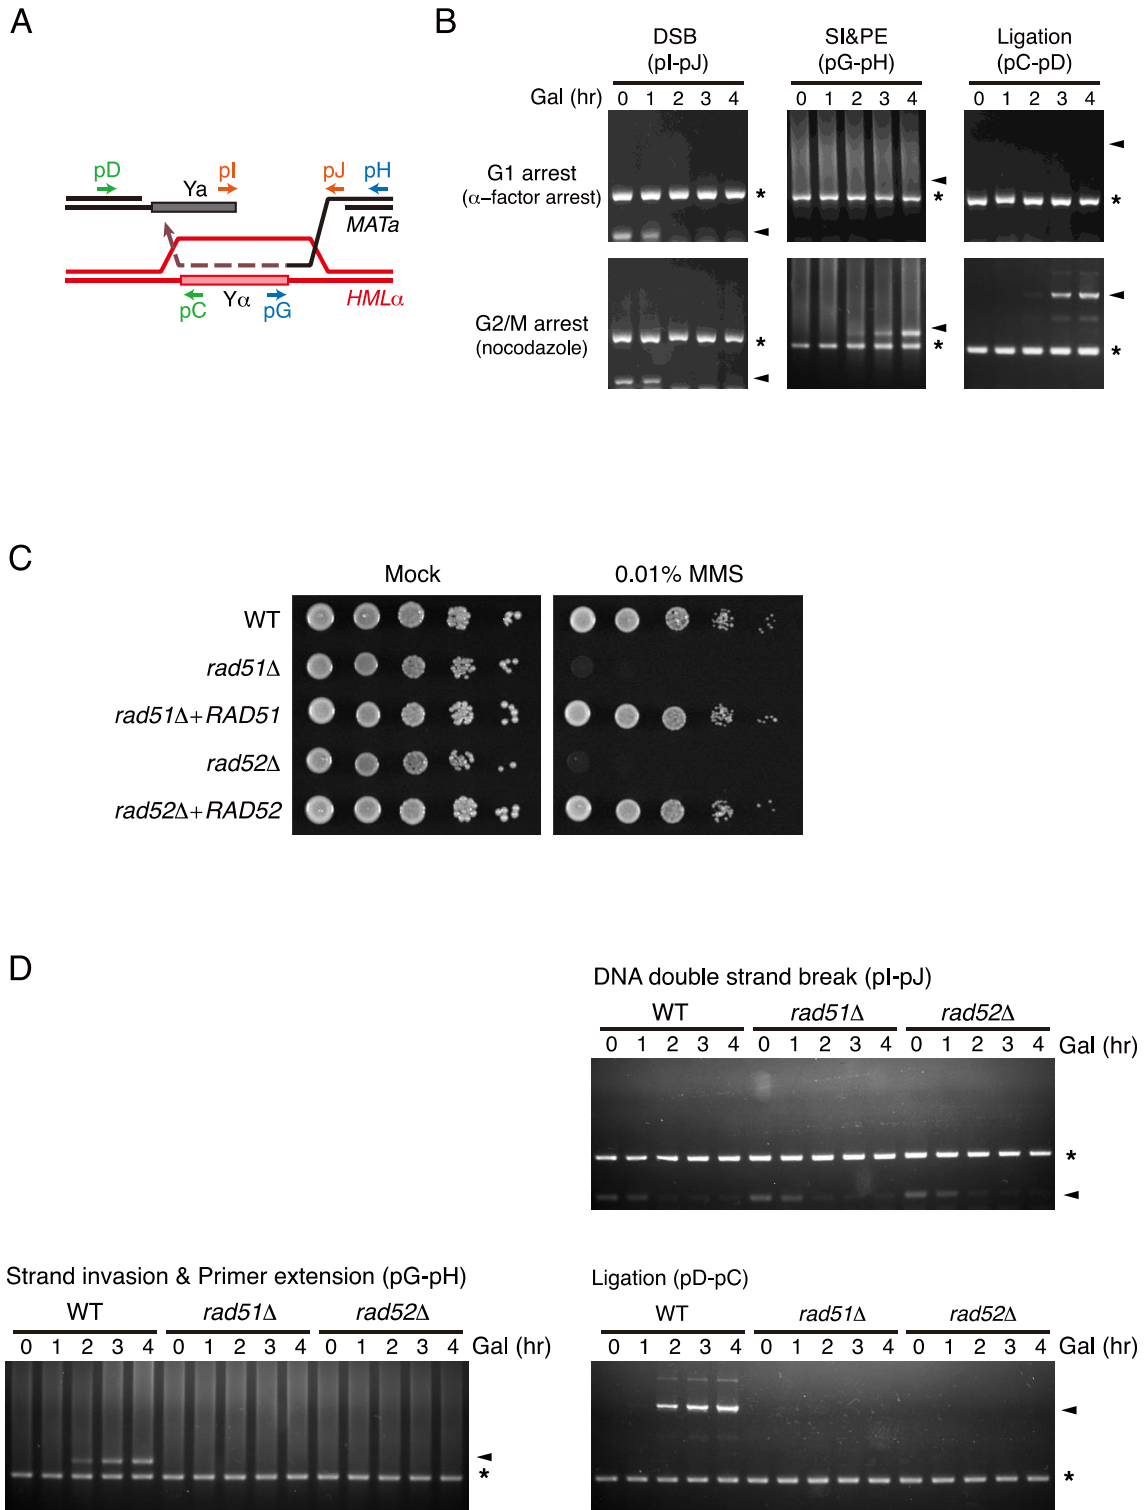 A
pD
pI
pJ
pH
Ya
MATa
pC
Yα
pG
HMLα
B
DSB
(pI-pJ)
SI&PE
(pG-pH)
Ligation
(pC-pD)
Gal (hr)
0 1 2 3 4
0 1 2 3 4
0 1 2 3 4
G1 arrest
(α-factor arrest)
*
*
*
G2/M arrest
(nocodazole)
*
*
*
C
Mock
0.01% MMS
WT
rad51Δ
rad51Δ+RAD51
rad52Δ
rad52Δ+RAD52
D
DNA double strand break (pI-pJ)
WT
rad51Δ
rad52Δ
0 1 2 3 4 0 1 2 3 4 0 1 2 3 4 Gal (hr)
*
Strand invasion & Primer extension (pG-pH)
WT
rad51Δ
rad52Δ
0 1 2 3 4 0 1 2 3 4 0 1 2 3 4 Gal (hr)
*
Ligation (pD-pC)
WT
rad51Δ
rad52Δ
0 1 2 3 4 0 1 2 3 4 0 1 2 3 4 Gal (hr)
*